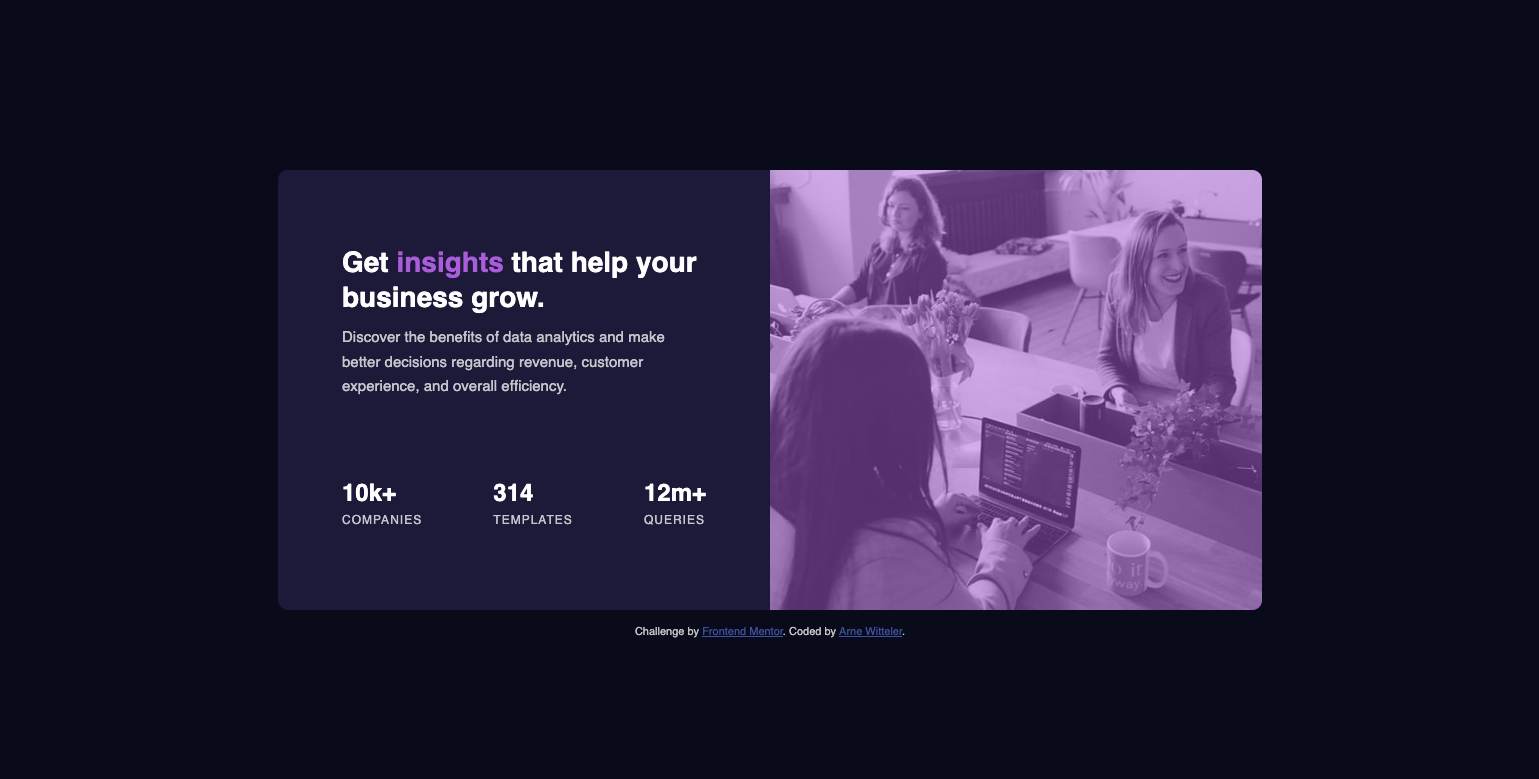 Get insights that help your
business grow.
Discover the benefits of data analytics and make
better decisions regarding revenue, customer
experience, and overall efficiency.
10k+
314
12m+
COMPANIES
TEMPLATES
QUERIES
Challenge by Frontend Mentor. Coded by Arne Witteler.